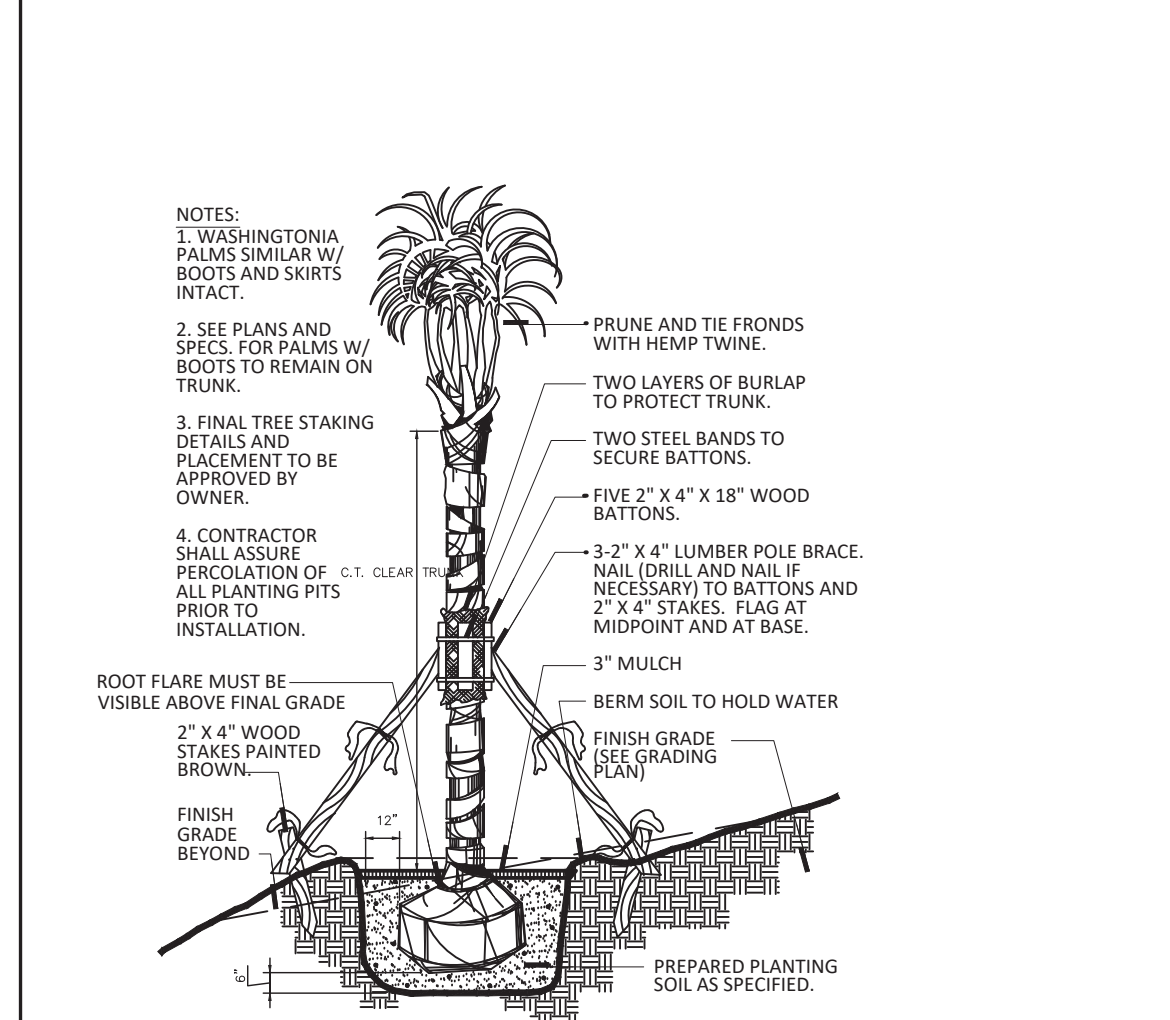 NOTES:
1. WASHINGTONIA
PALMS SIMILAR W/
BOOTS AND SKIRTS
INTACT.
2. SEE PLANS AND
SPECS. FOR PALMS W/
BOOTS TO REMAIN ON
TRUNK.
3. FINAL TREE STAKING
DETAILS AND
PLACEMENT TO BE
APPROVED BY
OWNER.
4. CONTRACTOR
SHALL ASSURE
PERCOLATION OF
ALL PLANTING PITS
PRIOR TO
INSTALLATION.
C.T. CLEAR TRUNK
ROOT FLARE MUST BE
VISIBLE ABOVE FINAL GRADE
2" X 4" WOOD
STAKES PAINTED
BROWN.
FINISH
GRADE
BEYOND
12"
6"
PRUNE AND TIE FRONDS
WITH HEMP TWINE.
TWO LAYERS OF BURLAP
TO PROTECT TRUNK.
TWO STEEL BANDS TO
SECURE BATTONS.
FIVE 2" X 4" X 18" WOOD
BATTONS.
3-2" X 4" LUMBER POLE BRACE.
NAIL (DRILL AND NAIL IF
NECESSARY) TO BATTONS AND
2" X 4" STAKES.  FLAG AT
MIDPOINT AND AT BASE.
3" MULCH
BERM SOIL TO HOLD WATER
FINISH GRADE
(SEE GRADING
PLAN)
PREPARED PLANTING
SOIL AS SPECIFIED.